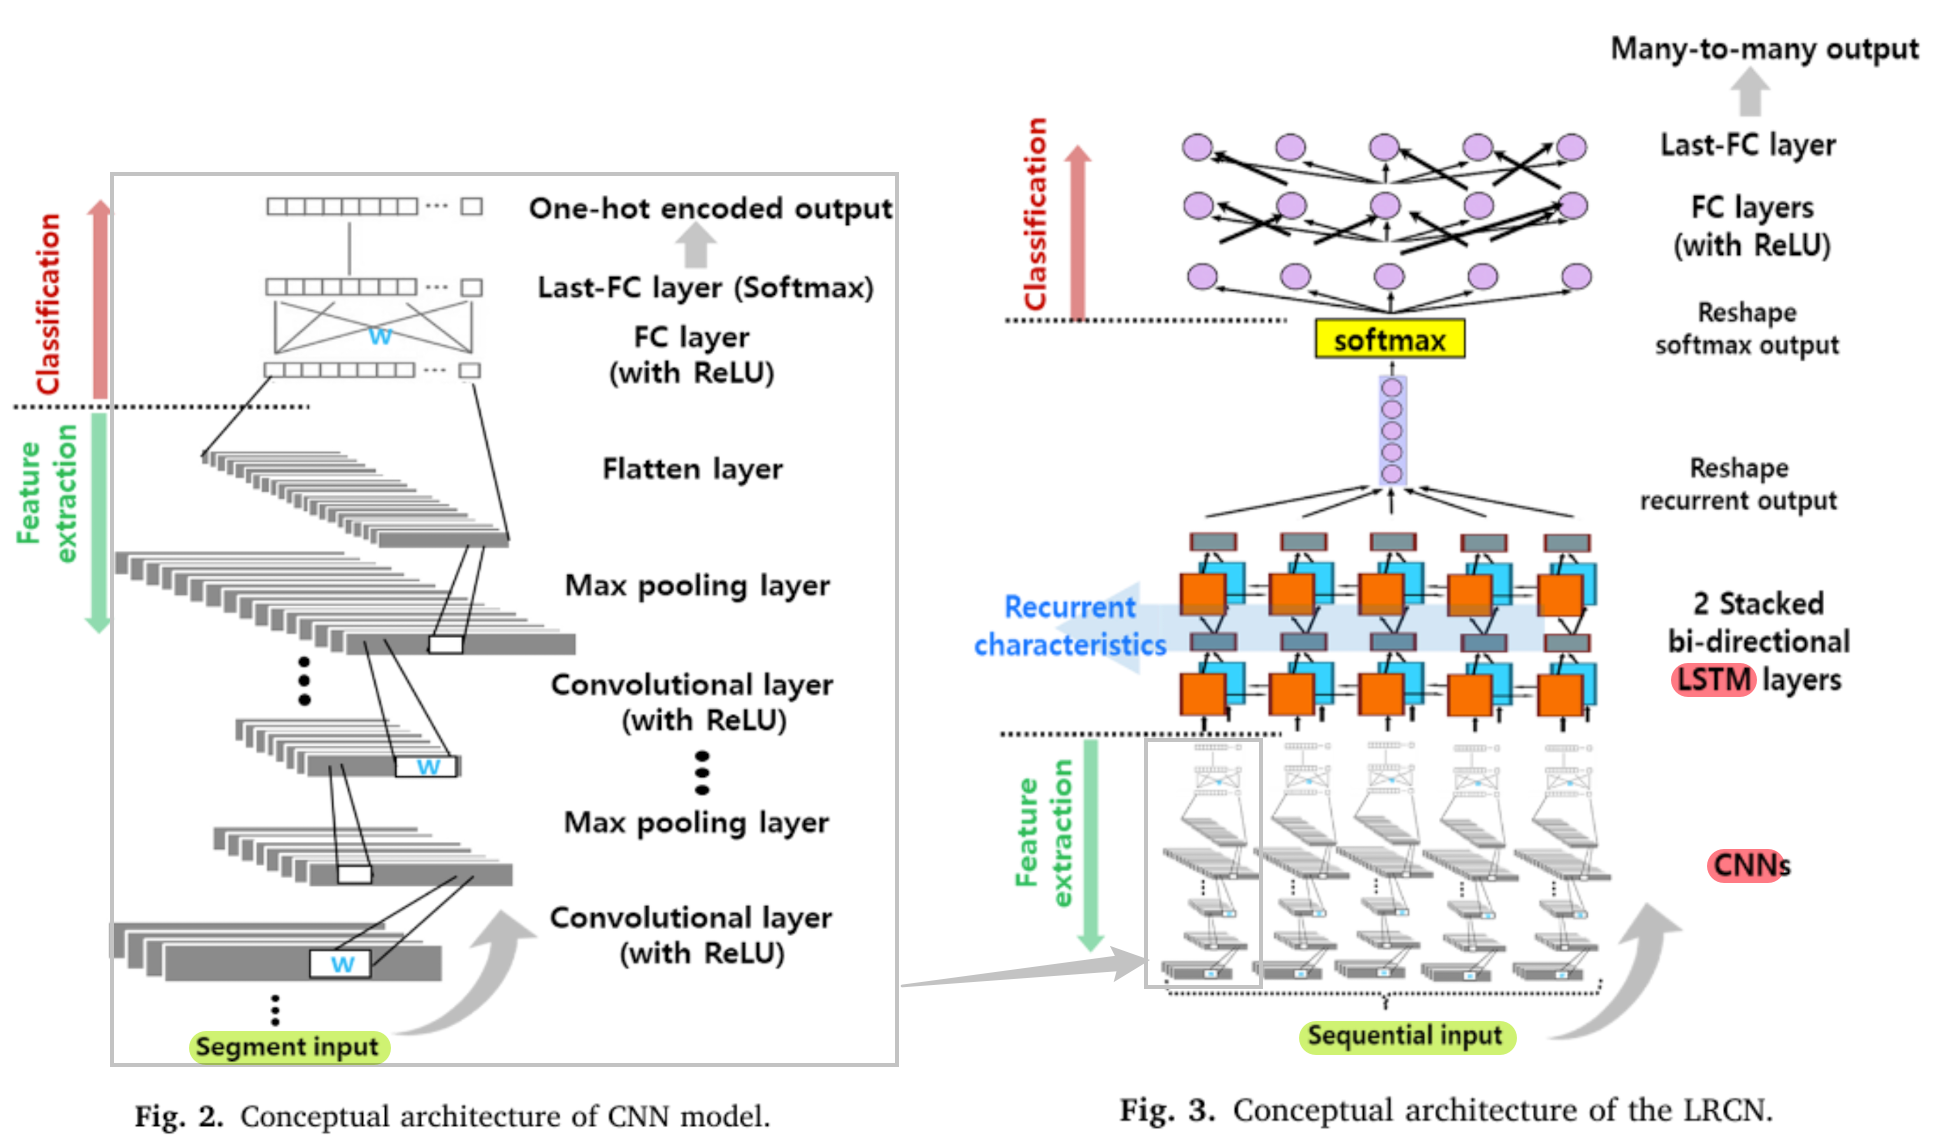 Classification
Feature
extraction
One-hot encoded output
Last-FC layer (Softmax)
W
FC layer
(with ReLU)
Flatten layer
Max pooling layer
Convolutional layer
(with ReLU)
W
Max pooling layer
Convolutional layer
(with ReLU)
W
Segment input
Fig. 2. Conceptual architecture of CNN model.
Many-to-many output
Classification
Last-FC layer
FC layers
(with ReLU)
Reshape
softmax output
softmax
Reshape
recurrent output
Recurrent
characteristics
2 Stacked
bi-directional
LSTM layers
Feature
extraction
CNNs
Sequential input
Fig. 3. Conceptual architecture of the LRCN.